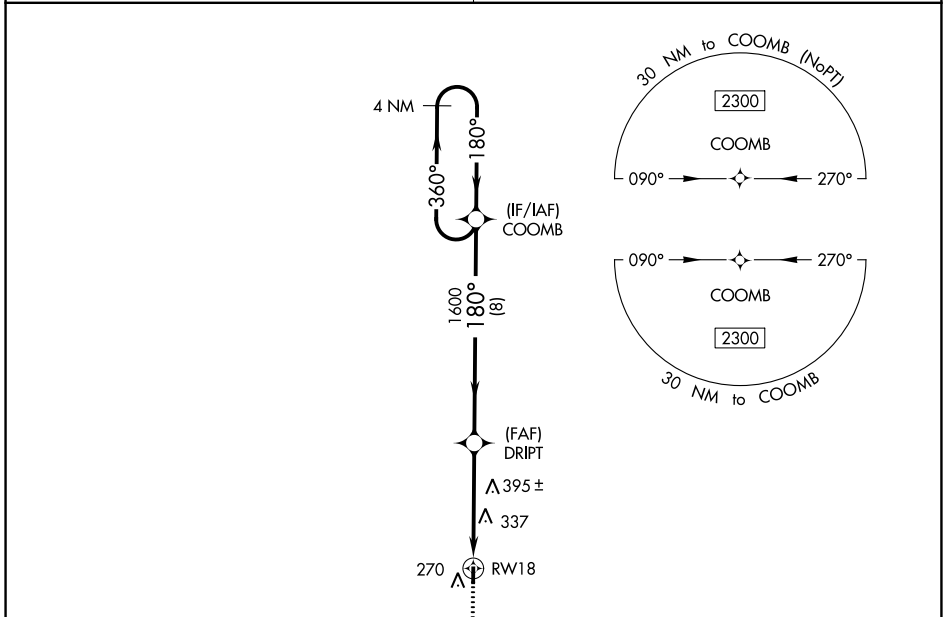 30 NM to COOMB (NoPT)
2300
COOMB
090°
270°
4 NM
180°
360°
(IF/IAF)
COOMB
1600
180°
(8)
090°
270°
COOMB
2300
30 NM to COOMB
(FAF)
DRIPT
395 ±
337
270
RW18